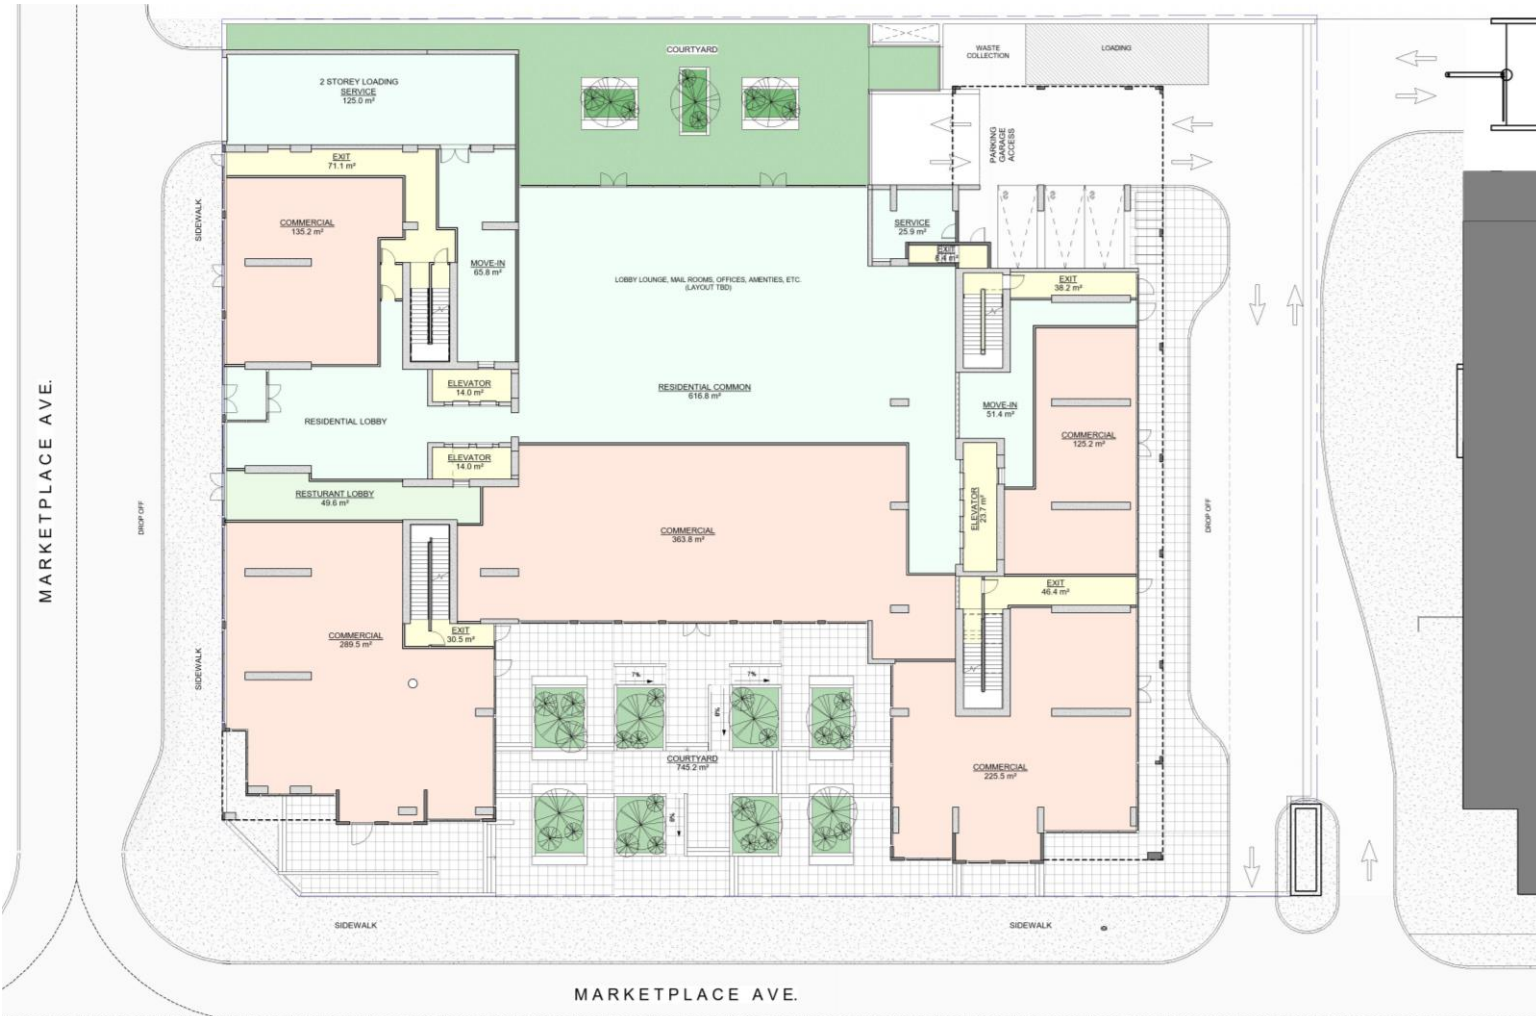 COURTYARD
WASTE
COLLECTION
LOADING
2 STOREY LOADING
SERVICE
125.0 m²
PARKING
GARAGE
ACCESS
EXIT
71.1 m²
SIDEWALK
COMMERCIAL
135.2 m²
MOVE-IN
65.8 m²
SERVICE
25.9 m²
EXIT
8.4 m²
LOBBY LOUNGE, MAIL ROOMS, OFFICES, AMENTIES, ETC.
(LAYOUT TBD)
EXIT
38.2 m²
ELEVATOR
14.0 m²
RESIDENTIAL COMMON
616.8 m²
MOVE-IN
51.4 m²
COMMERCIAL
125.2 m²
RESIDENTIAL LOBBY
ELEVATOR
14.0 m²
MARKETPLACE AVE.
RESTURANT LOBBY
49.6 m²
ELEVATOR
23.7 m²
DROP OFF
DROP OFF
COMMERCIAL
363.8 m²
EXIT
46.4 m²
COMMERCIAL
289.5 m²
EXIT
30.5 m²
SIDEWALK
7%
7%
8%
COURTYARD
745.2 m²
COMMERCIAL
225.5 m²
8%
SIDEWALK
SIDEWALK
MARKETPLACE AVE.